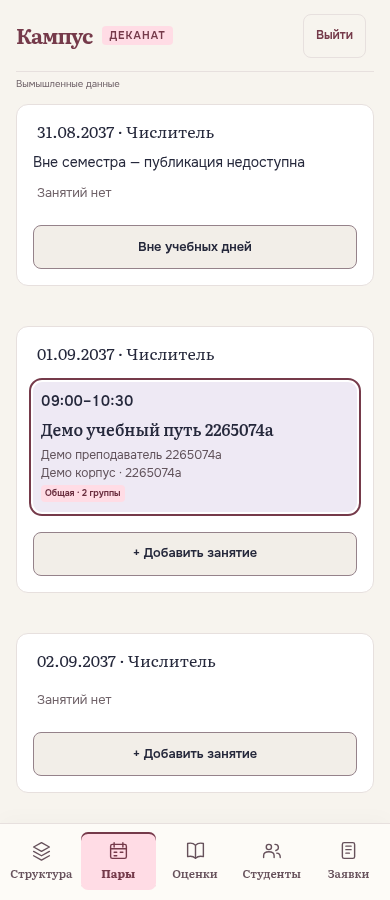 Кампус ДЕКАНАТ Выйти
Вымышленные данные
31.08.2037 · Числитель
Вне семестра — публикация недоступна
Занятий нет
Вне учебных дней
01.09.2037 · Числитель
09:00–10:30
Демо учебный путь 2265074a
Демо преподаватель 2265074a
Демо корпус · 2265074a
Общая · 2 группы
+ Добавить занятие
02.09.2037 · Числитель
Занятий нет
+ Добавить занятие
Структура Пары Оценки Студенты Заявки